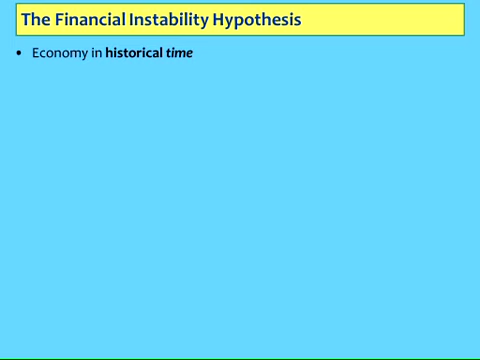 The Financial Instability Hypothesis
• Economy in historical time